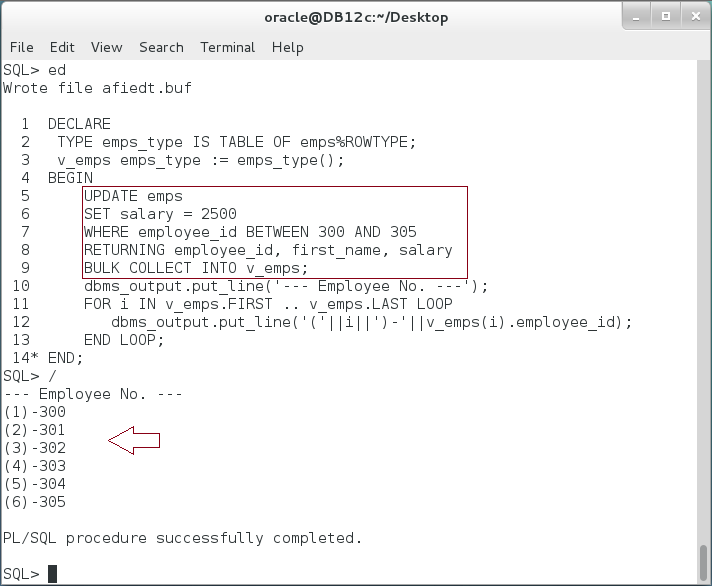 oracle@DB12c:~/Desktop
File Edit View Search Terminal Help
SQL> ed
Wrote file afiedt.buf
1 DECLARE
2 TYPE emps_type IS TABLE OF emps%ROWTYPE;
3 v_emps emps_type := emps_type();
4 BEGIN
5 UPDATE emps
6 SET salary = 2500
7 WHERE employee_id BETWEEN 300 AND 305
8 RETURNING employee_id, first_name, salary
9 BULK COLLECT INTO v_emps;
10 dbms_output.put_line('--- Employee No. ---');
11 FOR i IN v_emps.FIRST .. v_emps.LAST LOOP
12 dbms_output.put_line('('||i||')-'||v_emps(i).employee_id);
13 END LOOP;
14* END;
SQL> /
--- Employee No. ---
(1)-300
(2)-301
(3)-302
(4)-303
(5)-304
(6)-305
PL/SQL procedure successfully completed.
SQL>